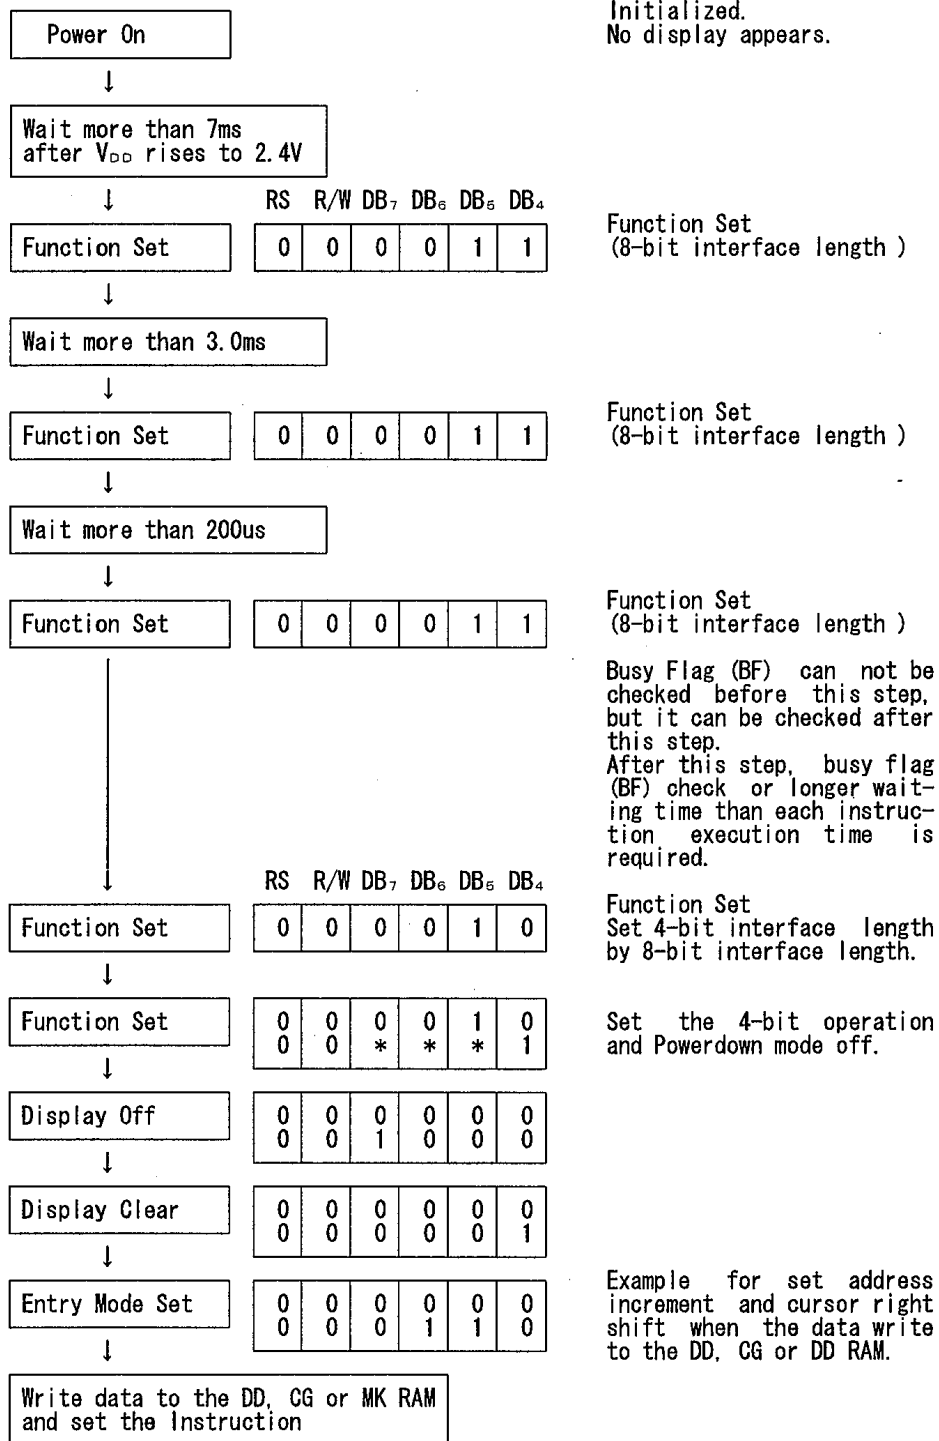 Initialized.
Power On
No display appears.
↓
Wait more than 7ms
after VDD rises to 2.4V
↓
RS R/W DB7 DB6 DB5 DB4
Function Set
0 0 0 0 1 1
Function Set
(8-bit interface length )
↓
Wait more than 3.0ms
↓
Function Set
0 0 0 0 1 1
Function Set
(8-bit interface length )
↓
Wait more than 200us
↓
Function Set
0 0 0 0 1 1
Function Set
(8-bit interface length )
Busy Flag (BF) can not be
checked before this step,
but it can be checked after
this step.
After this step, busy flag
(BF) check or longer wait-
ing time than each instruc-
tion execution time is
required.
RS R/W DB7 DB6 DB5 DB4
Function Set
0 0 0 0 1 0
Function Set
Set 4-bit interface length
by 8-bit interface length.
↓
Function Set
0 0 0 0 1 0
0 0 * * * 1
Set the 4-bit operation
and Powerdown mode off.
↓
Display Off
0 0 0 0 0 0
0 0 1 0 0 0
↓
Display Clear
0 0 0 0 0 0
0 0 0 0 0 1
↓
Entry Mode Set
0 0 0 0 0 0
0 0 0 1 1 0
Example for set address
increment and cursor right
shift when the data write
to the DD, CG or DD RAM.
↓
Write data to the DD, CG or MK RAM
and set the Instruction